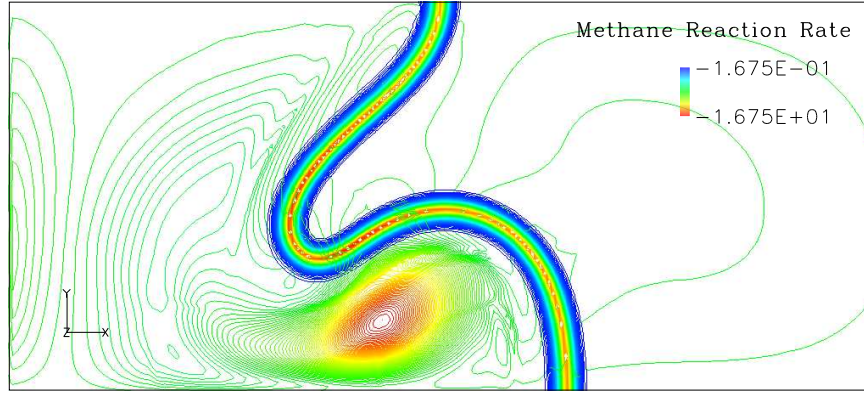 Methane Reaction Rate
−1.675E−01
−1.675E+01
Y
Z X